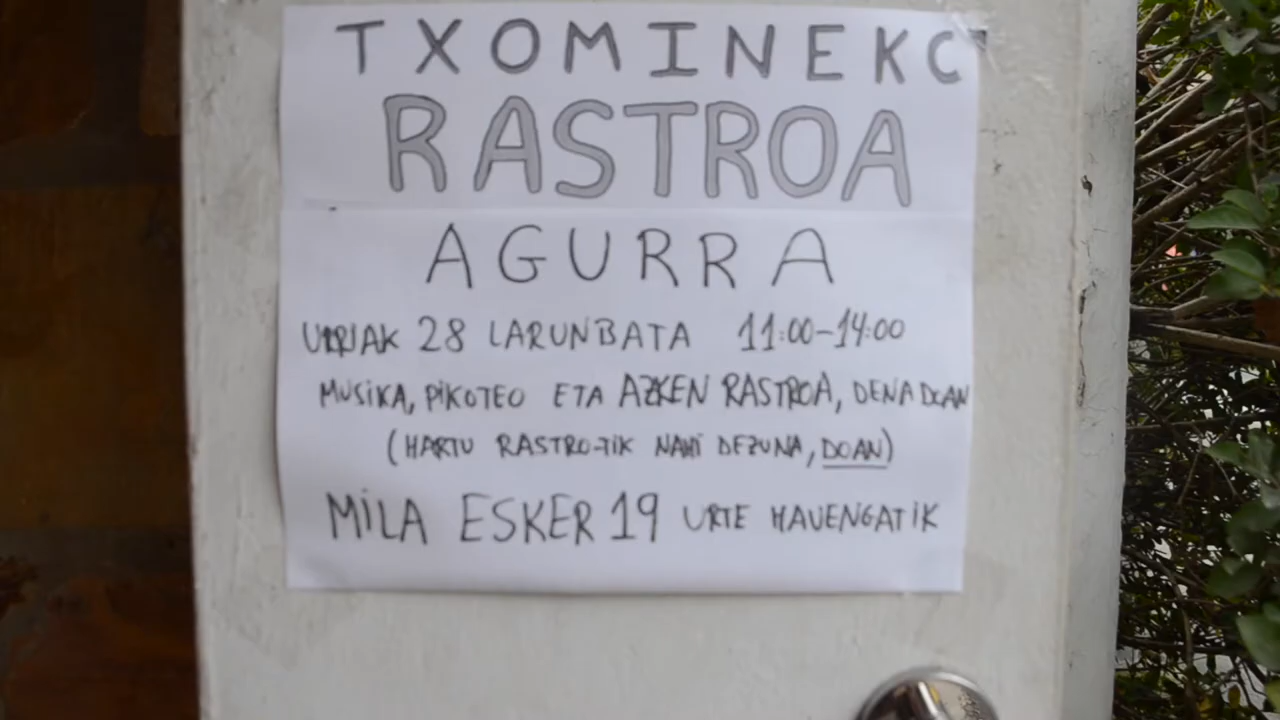 TXOMINEKO
RASTROA
AGURRA
URRIAK 28 LARUNBATA 11:00-14:00
MUSIKA, PIKOTEO ETA AZKEN RASTROA, DENA DOAN
(HARTU RASTRO-TIK NAHI DEZUNA, DOAN)
MILA ESKER 19 URTE HAUENGATIK